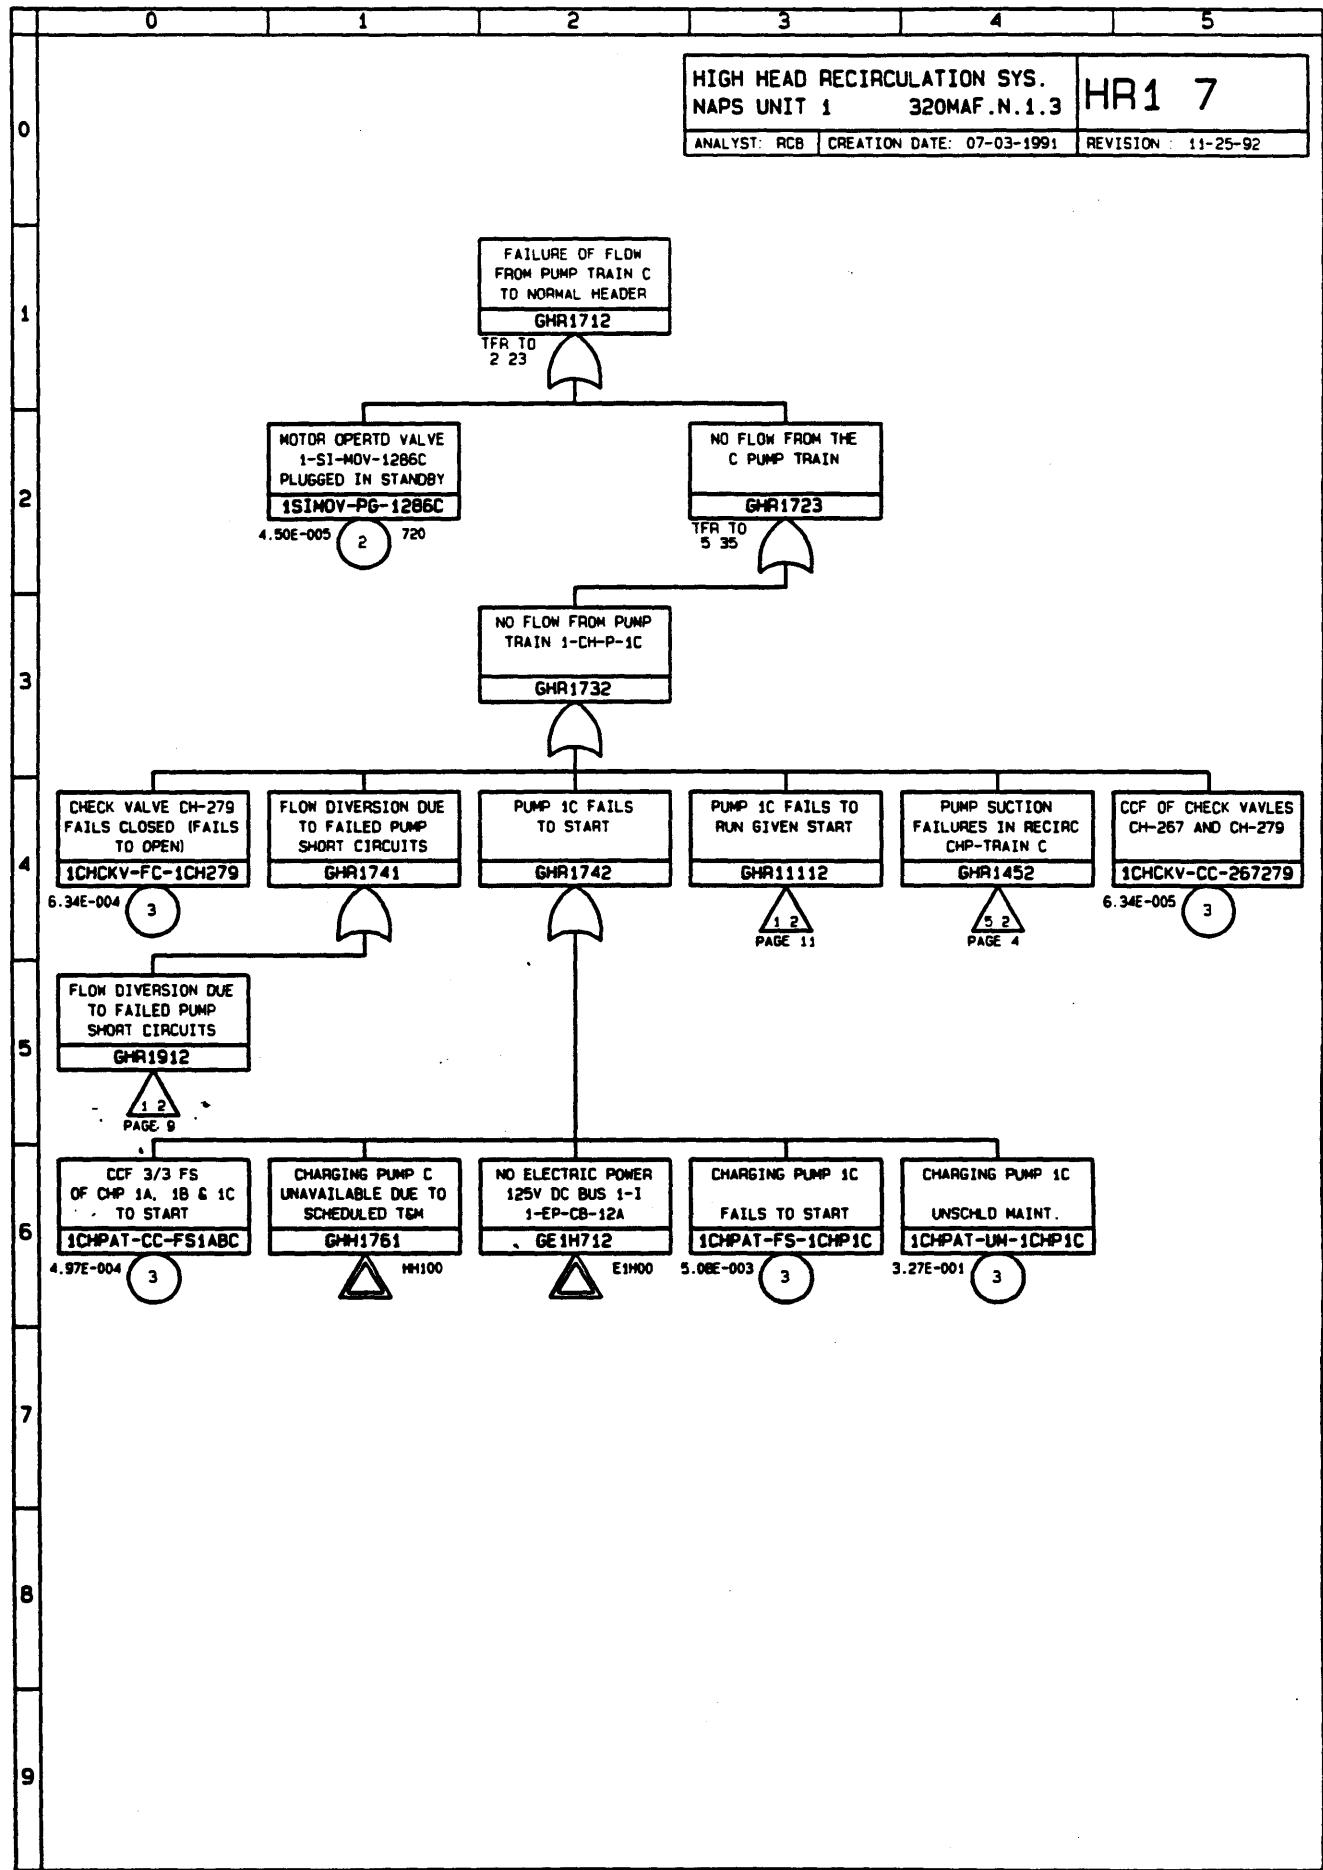 0 1 2 3 4 5
HIGH HEAD RECIRCULATION SYS.
NAPS UNIT 1 320MAF.N.1.3
HR1 7
ANALYST: RCB CREATION DATE: 07-03-1991 REVISION : 11-25-92
0
FAILURE OF FLOW
FROM PUMP TRAIN C
TO NORMAL HEADER
GHR1712
TFR TO
2 23
1
MOTOR OPERTD VALVE
1-SI-MOV-1286C
PLUGGED IN STANDBY
1SIMOV-PG-1286C
4.50E-005 2 720
NO FLOW FROM THE
C PUMP TRAIN
GHR1723
TFR TO
5 35
2
NO FLOW FROM PUMP
TRAIN 1-CH-P-1C
GHR1732
3
CHECK VALVE CH-279
FAILS CLOSED (FAILS
TO OPEN)
1CHCKV-FC-1CH279
6.34E-004 3
FLOW DIVERSION DUE
TO FAILED PUMP
SHORT CIRCUITS
GHR1741
PUMP 1C FAILS
TO START
GHR1742
PUMP 1C FAILS TO
RUN GIVEN START
GHR11112
1 2
PAGE 11
PUMP SUCTION
FAILURES IN RECIRC
CHP-TRAIN C
GHR1452
5 2
PAGE 4
CCF OF CHECK VAVLES
CH-267 AND CH-279
1CHCKV-CC-267279
6.34E-005 3
4
FLOW DIVERSION DUE
TO FAILED PUMP
SHORT CIRCUITS
GHR1912
1 2
PAGE 9
5
CCF 3/3 FS
OF CHP 1A, 1B & 1C
TO START
1CHPAT-CC-FS1ABC
4.97E-004 3
CHARGING PUMP C
UNAVAILABLE DUE TO
SCHEDULED T&M
GHH1761
HH100
NO ELECTRIC POWER
125V DC BUS 1-I
1-EP-CB-12A
GE1H712
E1H00
CHARGING PUMP 1C
FAILS TO START
1CHPAT-FS-1CHP1C
5.08E-003 3
CHARGING PUMP 1C
UNSCHLD MAINT.
1CHPAT-UM-1CHP1C
3.27E-001 3
6
7
8
9